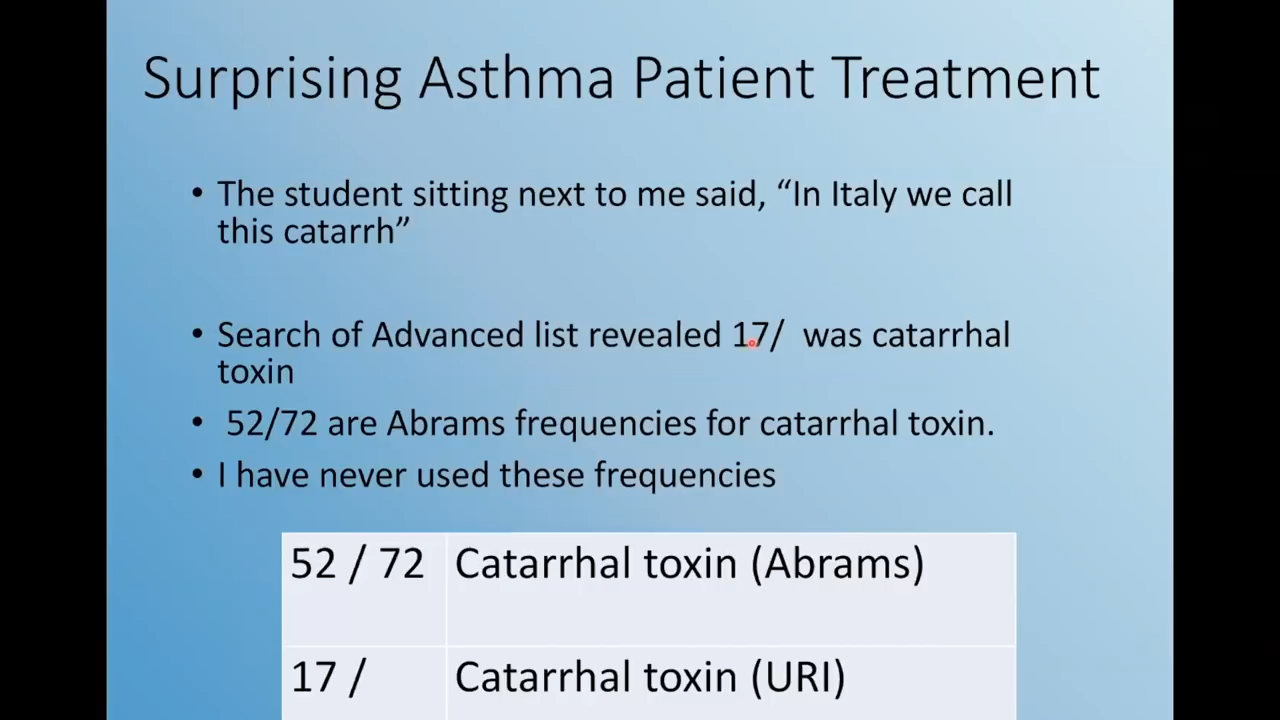 Surprising Asthma Patient Treatment
• The student sitting next to me said, “In Italy we call
this catarrh”
• Search of Advanced list revealed 17/ was catarrhal
toxin
• 52/72 are Abrams frequencies for catarrhal toxin.
• I have never used these frequencies
52 / 72 Catarrhal toxin (Abrams)
17 / Catarrhal toxin (URI)